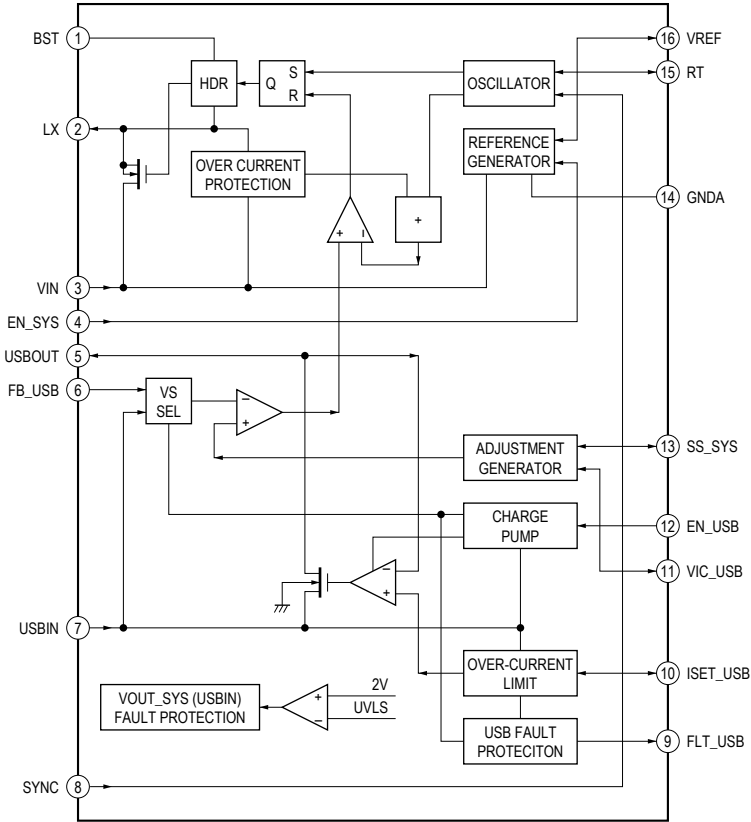 BST 1
16 VREF
HDR
Q
S
R
OSCILLATOR
15 RT
LX 2
OVER CURRENT
PROTECTION
REFERENCE
GENERATOR
+
14 GNDA
+
–
VIN 3
EN_SYS 4
USBOUT 5
FB_USB 6
VS
SEL
–
+
ADJUSTMENT
GENERATOR
13 SS_SYS
CHARGE
PUMP
12 EN_USB
11 VIC_USB
–
+
USBIN 7
OVER-CURRENT
LIMIT
10 ISET_USB
VOUT_SYS (USBIN)
FAULT PROTECTION
+
–
2V
UVLS
USB FAULT
PROTECITON
9 FLT_USB
SYNC 8